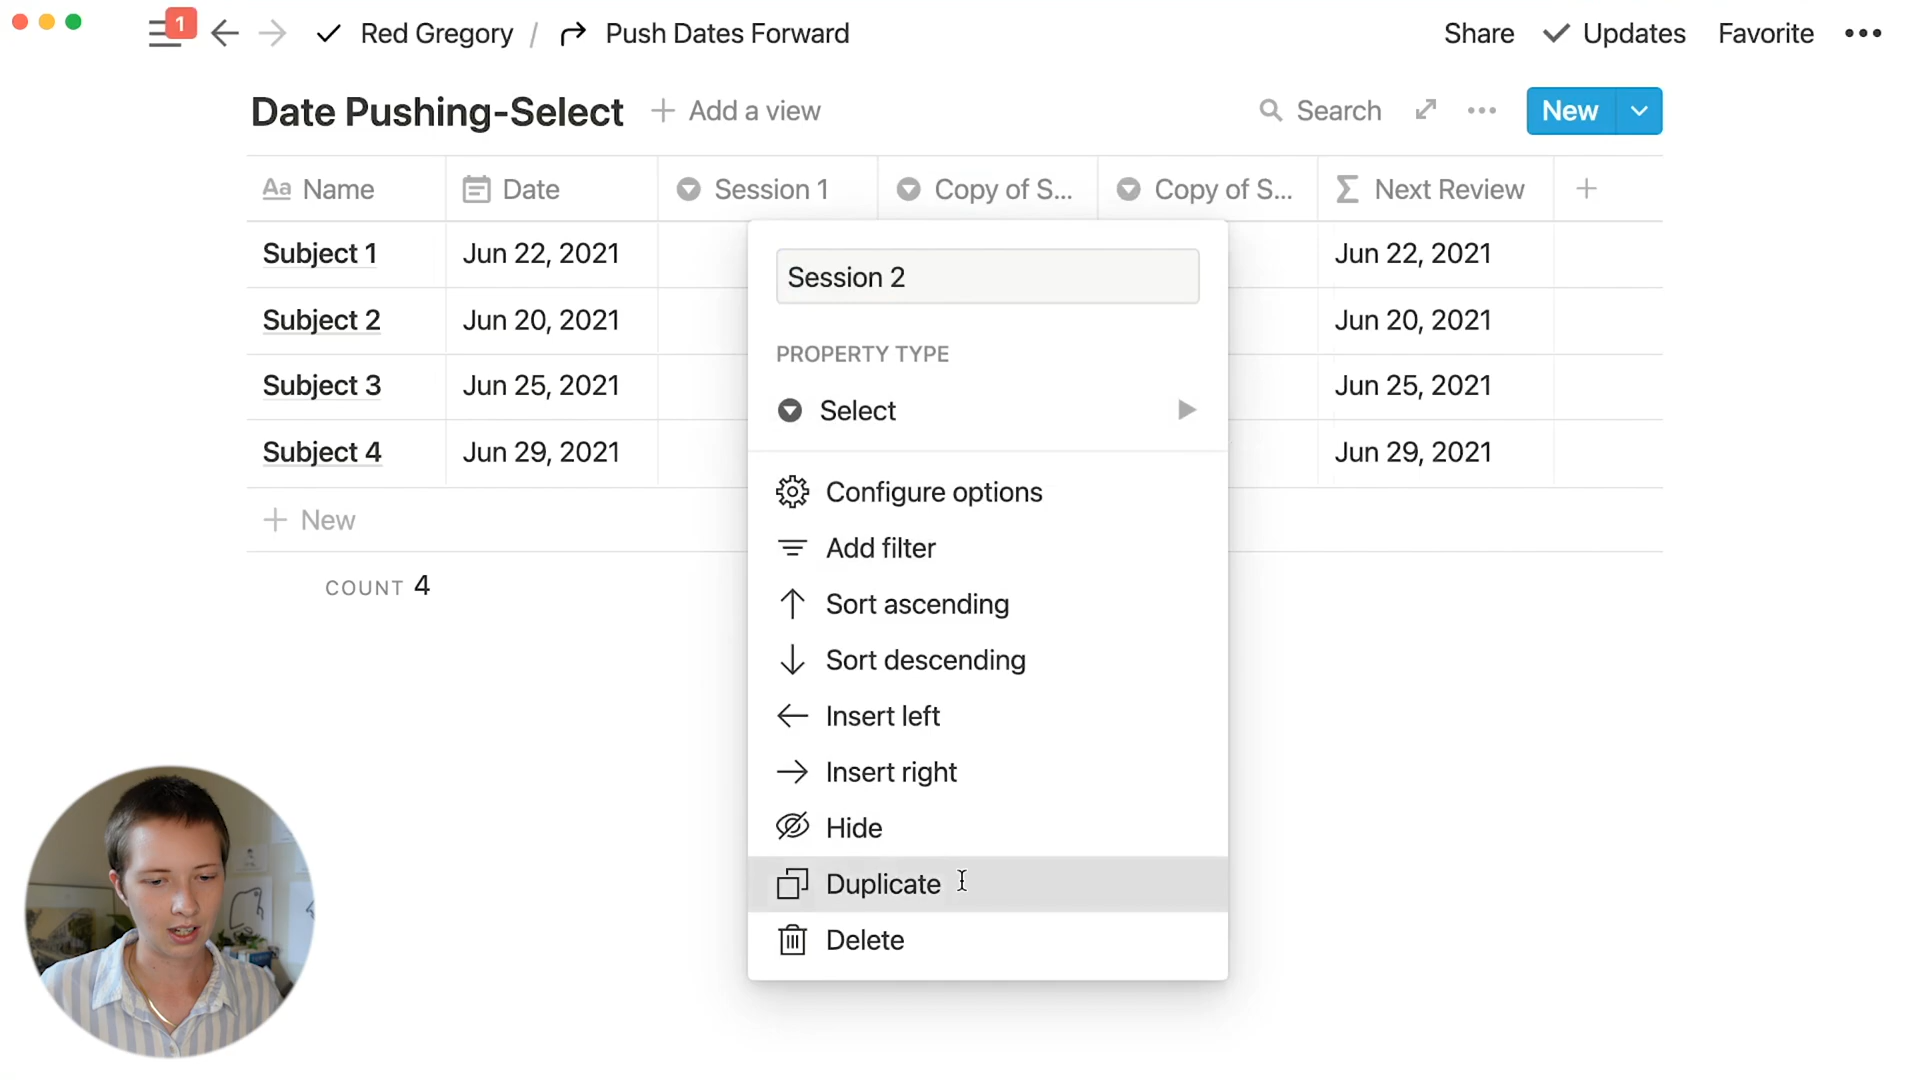 1
Red Gregory / Push Dates Forward
Share Updates Favorite
Date Pushing-Select + Add a view
Search New
Aa Name Date Session 1 Copy of S... Copy of S... Σ Next Review +
Subject 1 Jun 22, 2021 Jun 22, 2021
Subject 2 Jun 20, 2021 Jun 20, 2021
Subject 3 Jun 25, 2021 Jun 25, 2021
Subject 4 Jun 29, 2021 Jun 29, 2021
+ New
COUNT 4
Session 2
PROPERTY TYPE
Select
Configure options
Add filter
Sort ascending
Sort descending
Insert left
Insert right
Hide
Duplicate
Delete